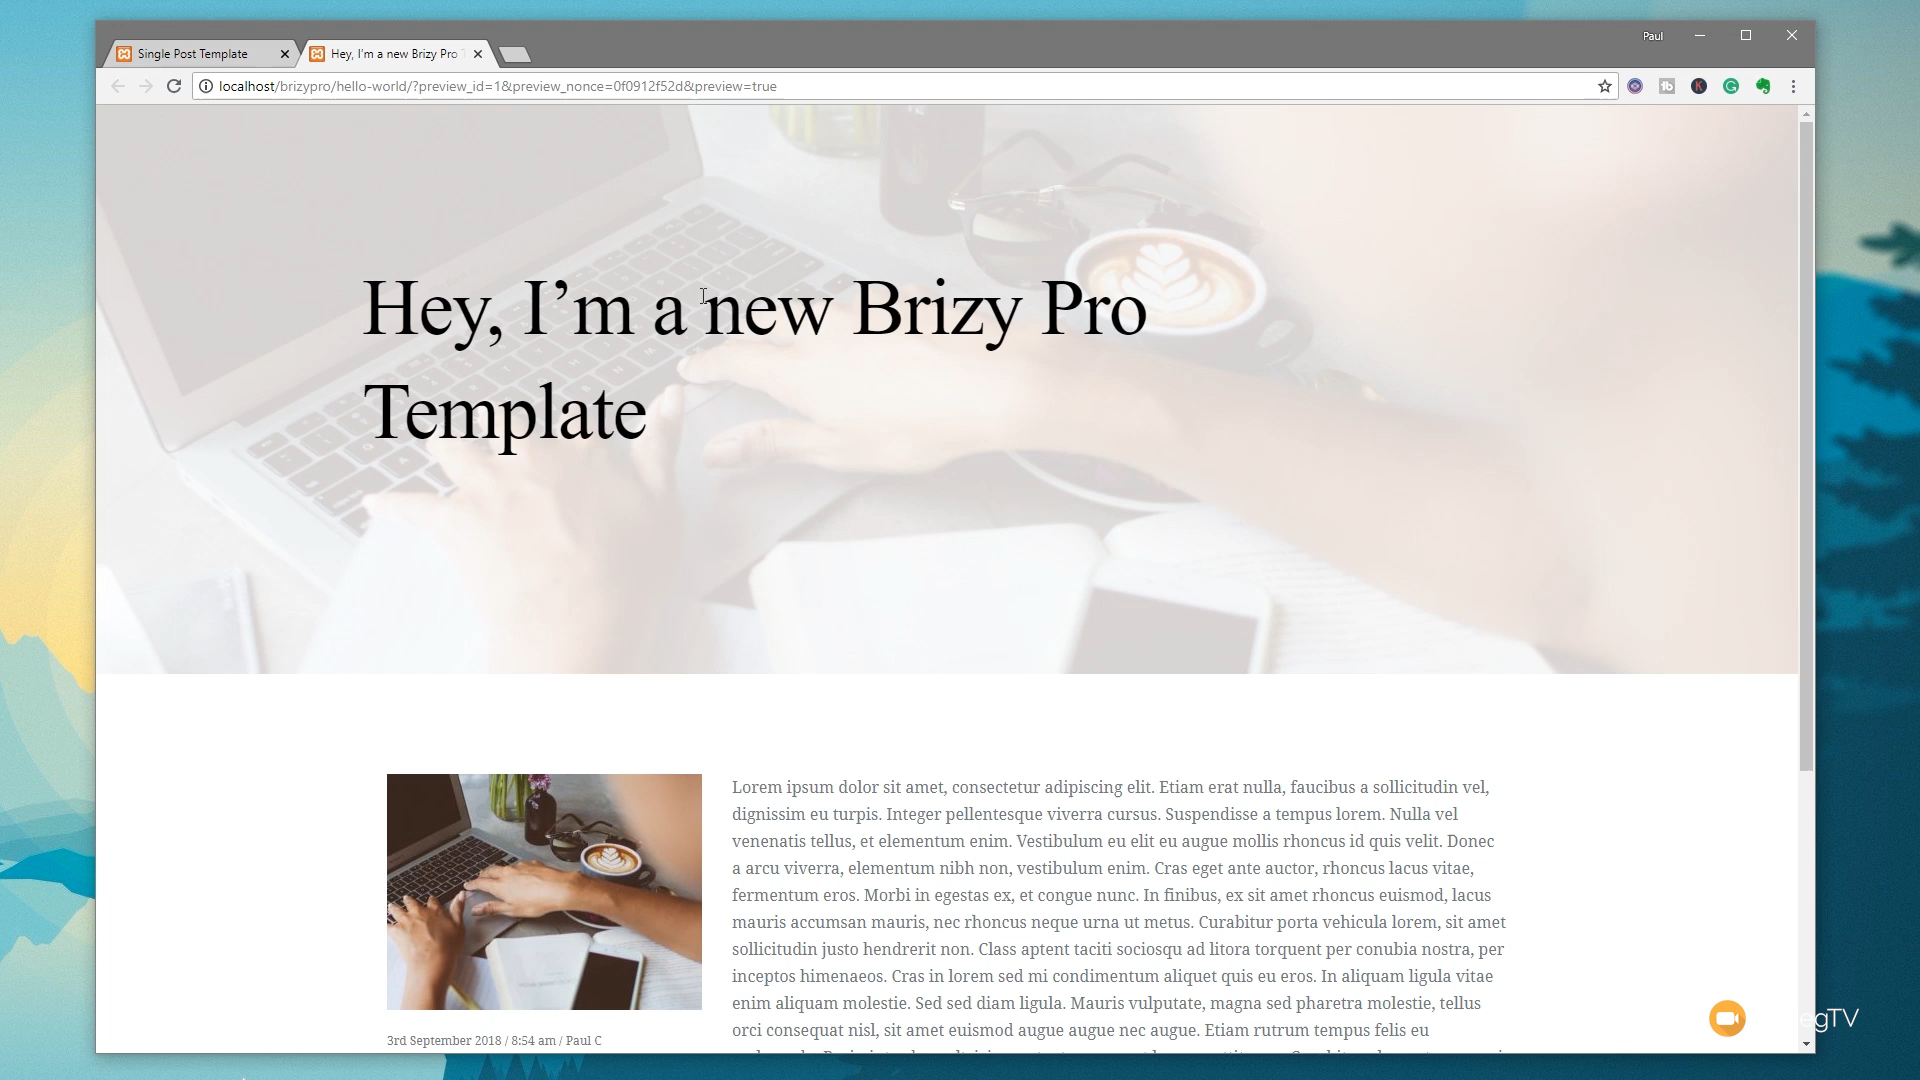 Paul
Single Post Template
Hey, I'm a new Brizy Pro
localhost/brizypro/hello-world/?preview_id=1&preview_nonce=0f0912f52d&preview=true
Hey, I’m a new Brizy Pro
Template
Lorem ipsum dolor sit amet, consectetur adipiscing elit. Etiam erat nulla, faucibus a sollicitudin vel,
dignissim eu turpis. Integer pellentesque viverra cursus. Suspendisse a tempus lorem. Nulla vel
venenatis tellus, et elementum enim. Vestibulum eu elit eu augue mollis rhoncus id quis velit. Donec
a arcu viverra, elementum nibh non, vestibulum enim. Cras eget ante auctor, rhoncus lacus vitae,
fermentum eros. Morbi in egestas ex, et congue nunc. In finibus, ex sit amet rhoncus euismod, lacus
mauris accumsan mauris, nec rhoncus neque urna ut metus. Curabitur porta vehicula lorem, sit amet
sollicitudin justo hendrerit non. Class aptent taciti sociosqu ad litora torquent per conubia nostra, per
inceptos himenaeos. Cras in lorem sed mi condimentum aliquet quis eu eros. In aliquam ligula vitae
enim aliquam molestie. Sed sed diam ligula. Mauris vulputate, magna sed pharetra molestie, tellus
orci consequat nisl, sit amet euismod augue augue nec augue. Etiam rutrum tempus felis eu
3rd September 2018 / 8:54 am / Paul C
egTV